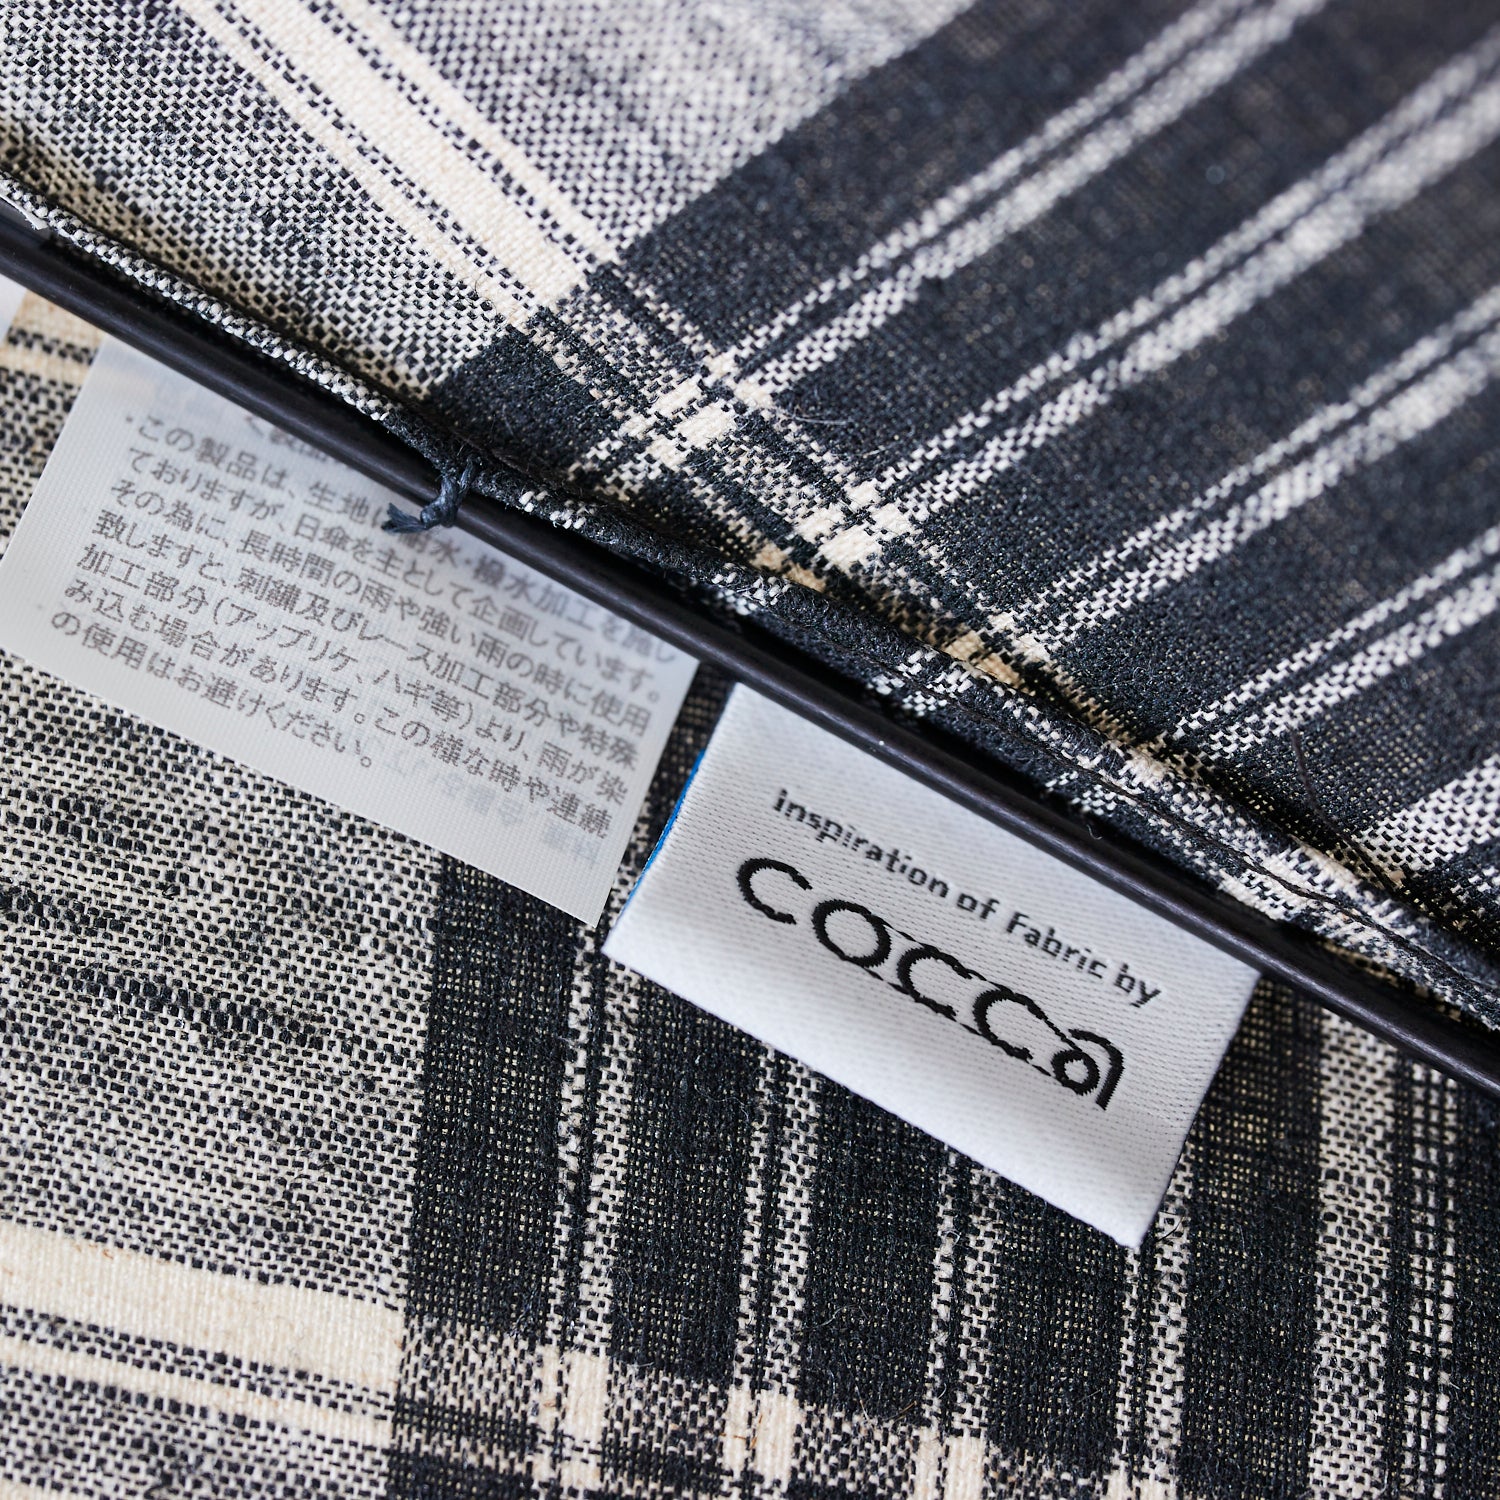 ・この製品は、生地に耐水・撥水加工を施し
ておりますが、日傘を主として企画しています。
その為に、長時間の雨や強い雨の時に使用
致しますと、刺繍及びレース加工部分や特殊
加工部分（アップリケ、ハギ等）より、雨が染
み込む場合があります。この様な時や連続
の使用はお避けください。
inspiration of Fabric by
cocca